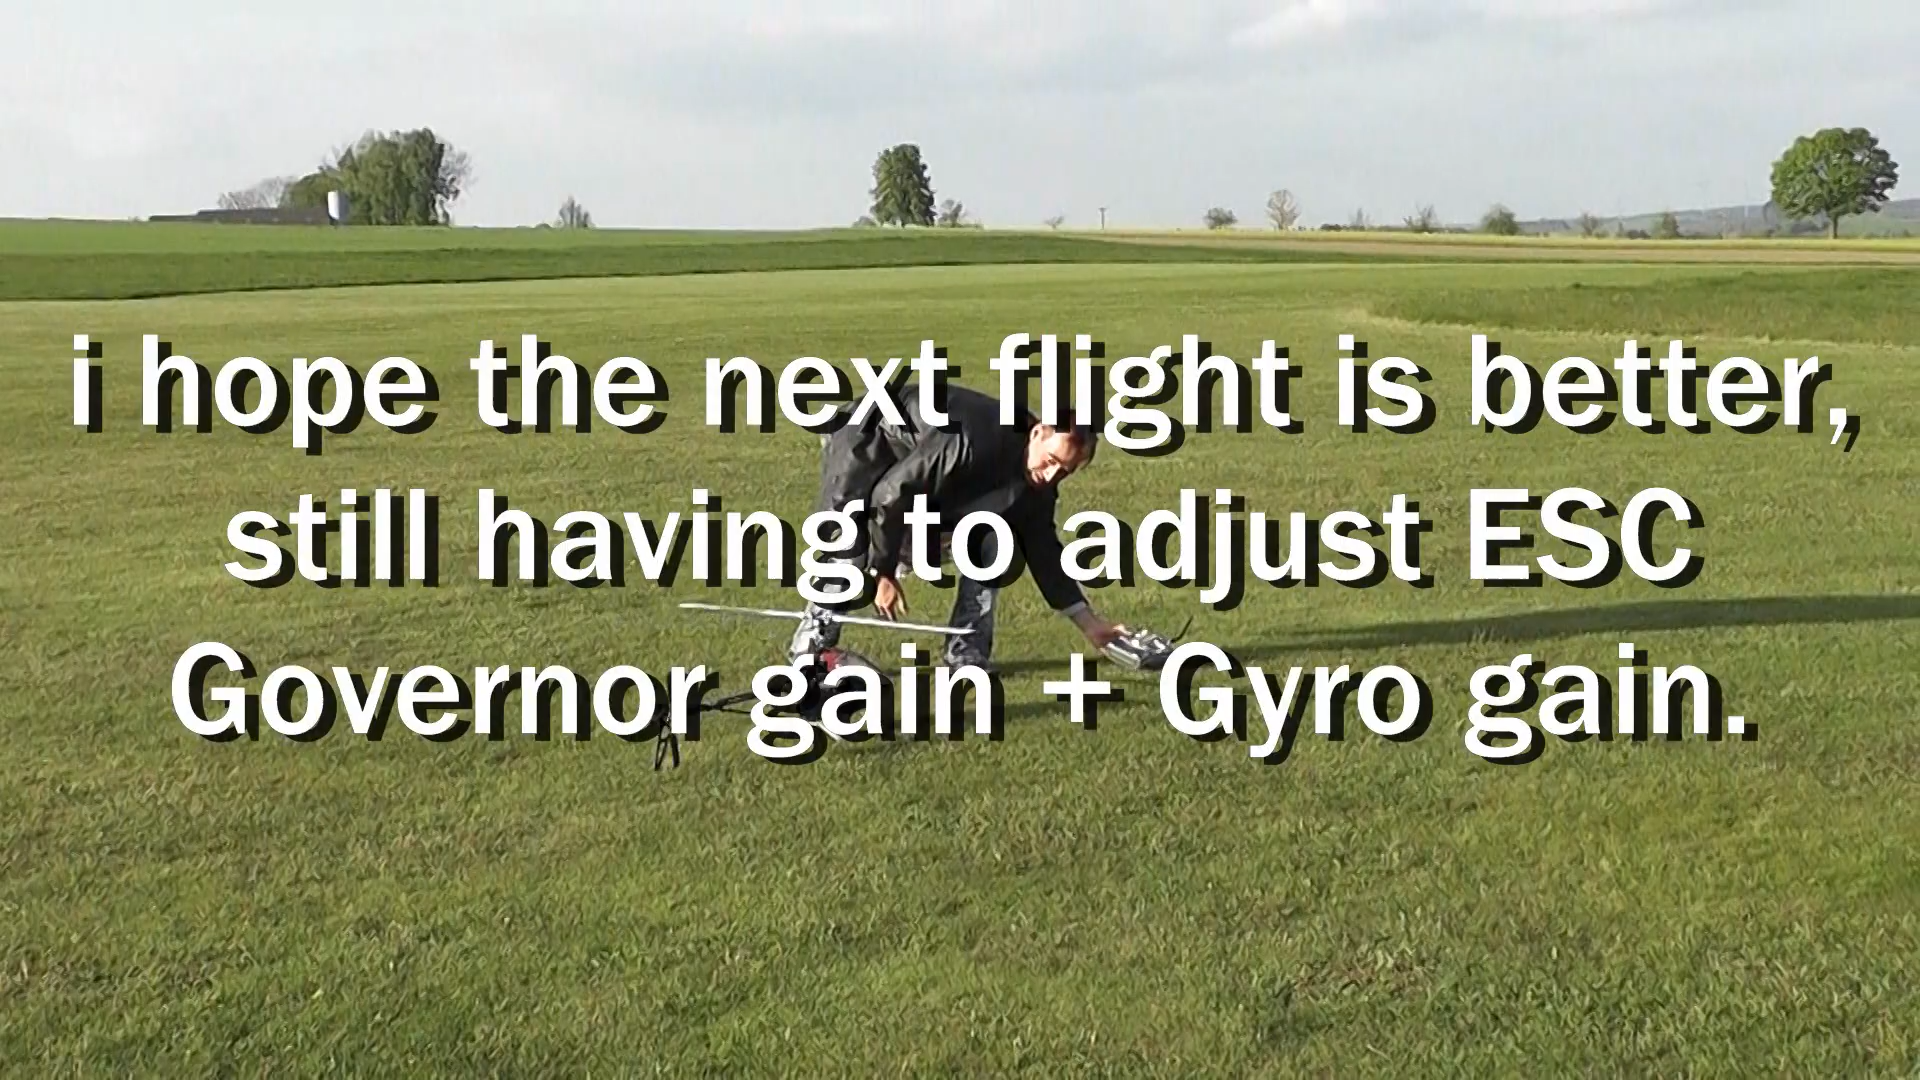 i hope the next flight is better,
still having to adjust ESC
Governor gain + Gyro gain.